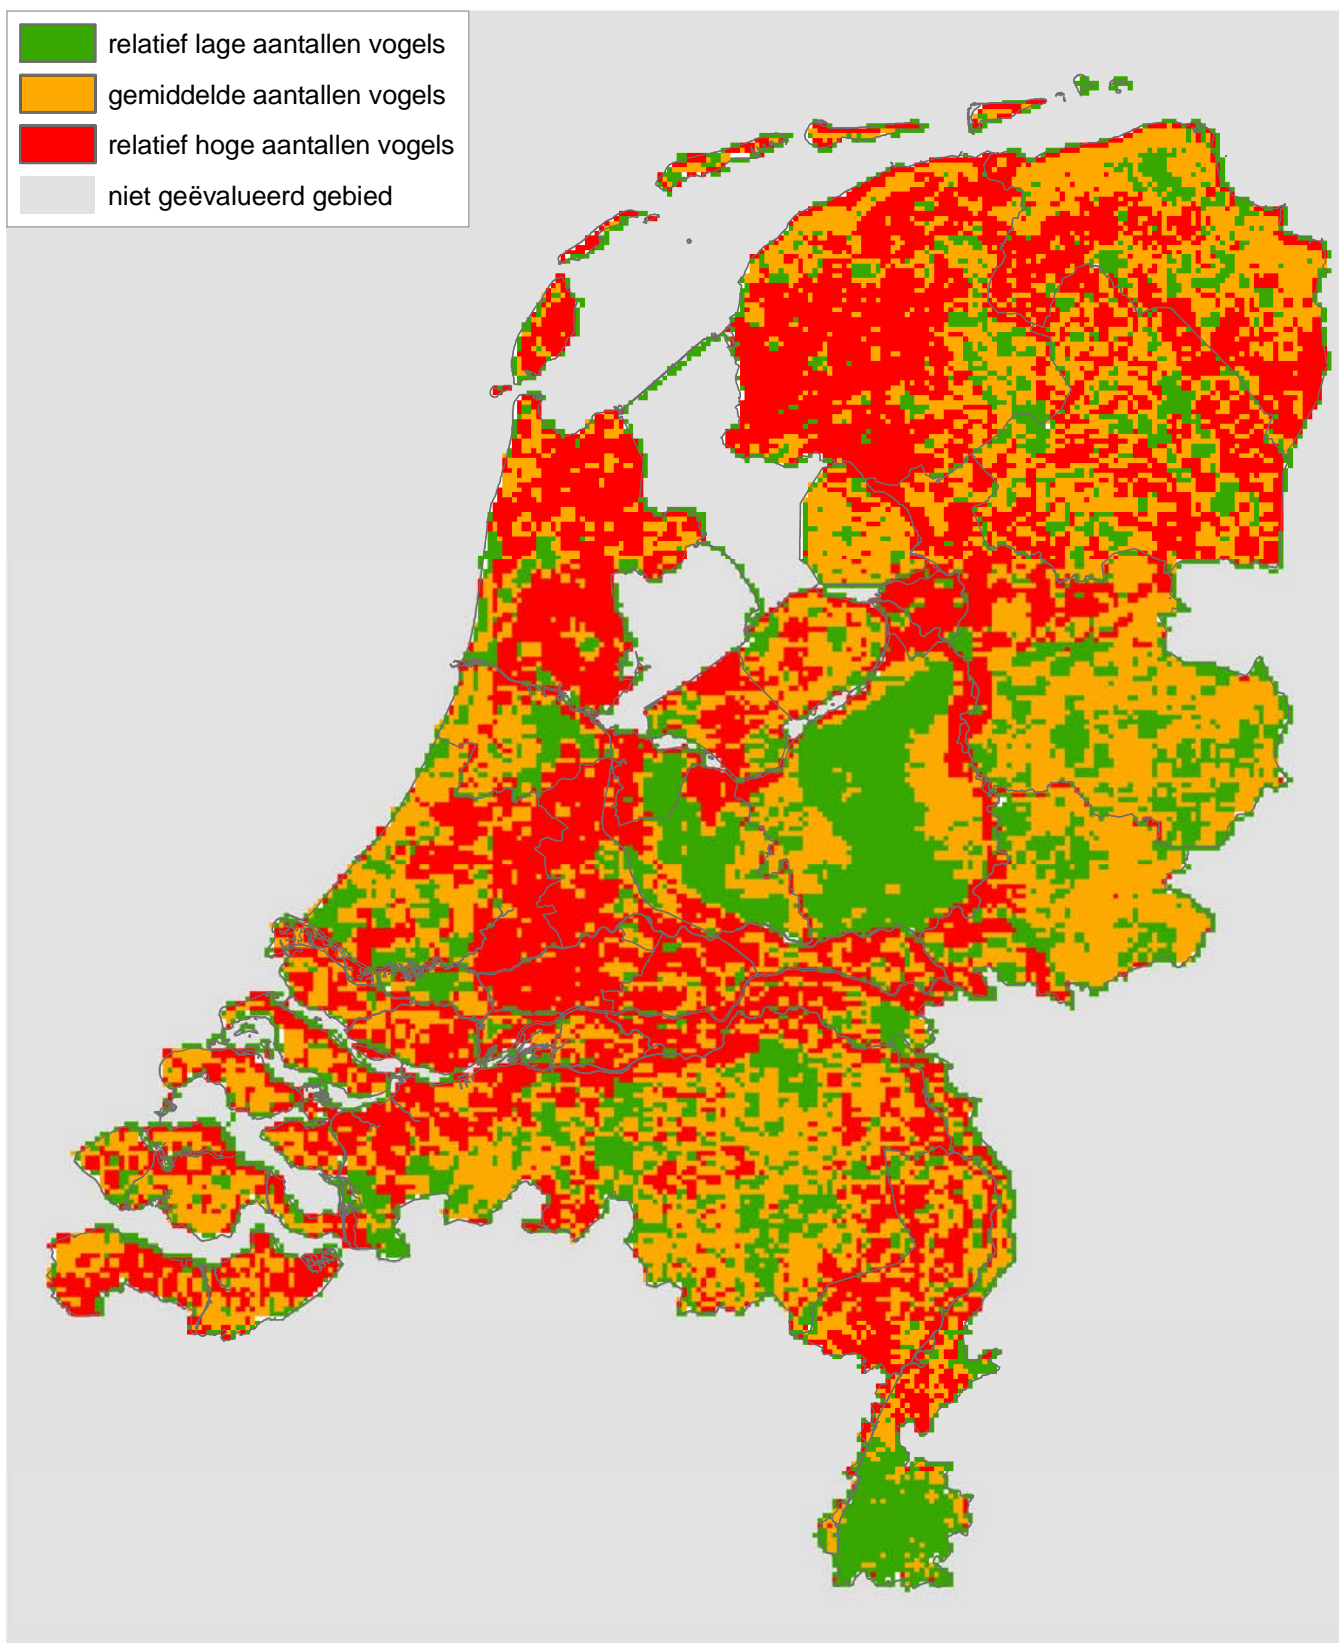 relatief lage aantallen vogels
gemiddelde aantallen vogels
relatief hoge aantallen vogels
niet geëvalueerd gebied